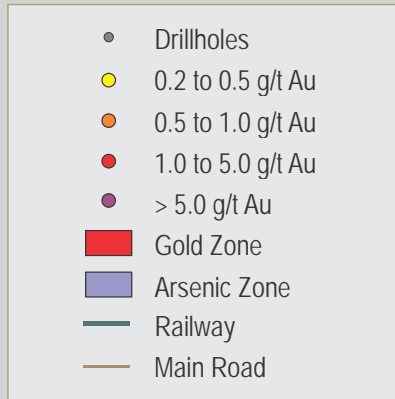 Drillholes
0.2 to 0.5 g/t Au
0.5 to 1.0 g/t Au
1.0 to 5.0 g/t Au
> 5.0 g/t Au
Gold Zone
Arsenic Zone
Railway
Main Road